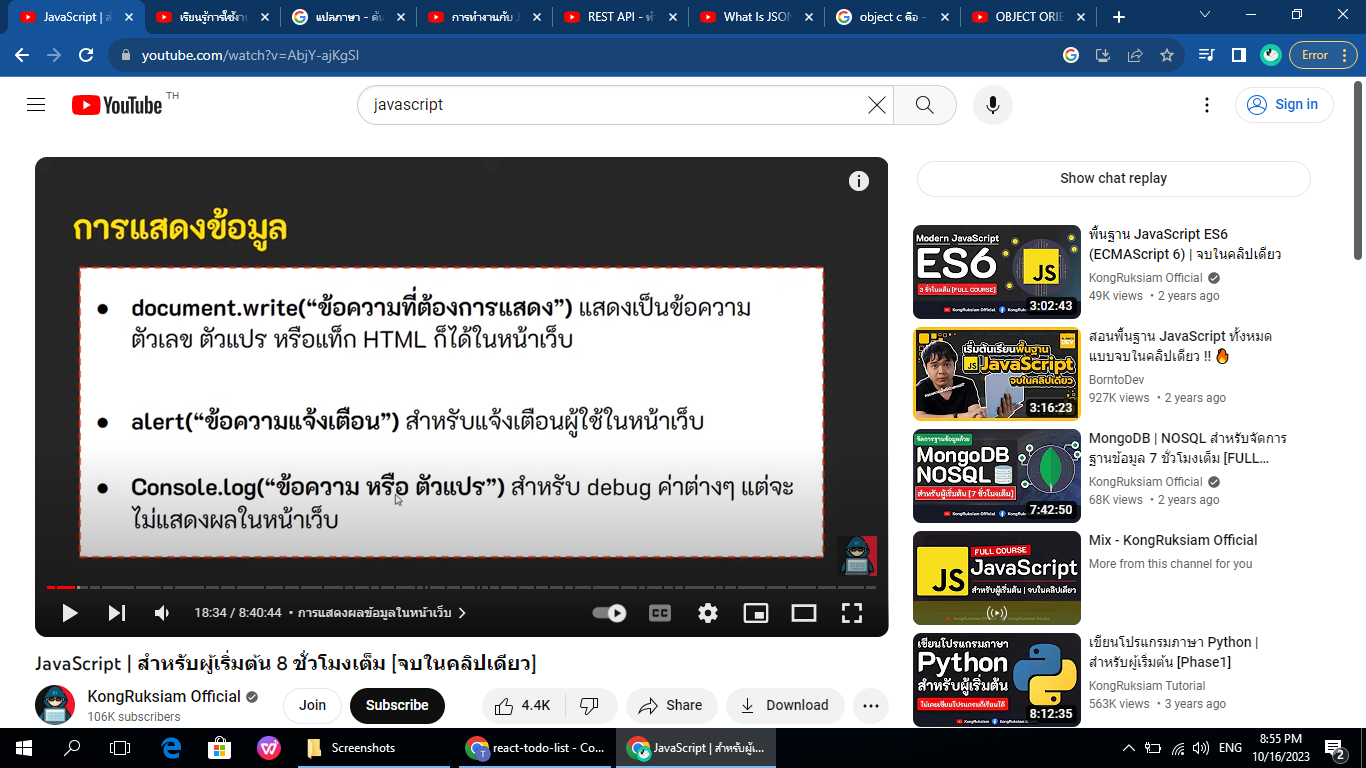 JavaScript | ส
เรียนรู้การใช้งาน
แปลภาษา - ค้น
การทำงานกับ J
REST API - ทำ
What Is JSON
object c คือ -
OBJECT ORIE
youtube.com/watch?v=AbjY-ajKgSI
Error
YouTube TH
javascript
Sign in
การแสดงข้อมูล
● document.write(“ข้อความที่ต้องการแสดง”) แสดงเป็นข้อความ
ตัวเลข ตัวแปร หรือแท็ก HTML ก็ได้ในหน้าเว็บ
● alert(“ข้อความแจ้งเตือน”) สำหรับแจ้งเตือนผู้ใช้ในหน้าเว็บ
● Console.log(“ข้อความ หรือ ตัวแปร”) สำหรับ debug ค่าต่างๆ แต่จะ
ไม่แสดงผลในหน้าเว็บ
18:34 / 8:40:44 • การแสดงผลข้อมูลในหน้าเว็บ
CC
JavaScript | สำหรับผู้เริ่มต้น 8 ชั่วโมงเต็ม [จบในคลิปเดียว]
KongRuksiam Official
106K subscribers
Join
Subscribe
4.4K
Share
Download
Show chat replay
Modern JavaScript
ES6
JS
3 ชั่วโมงเต็ม [FULL COURSE]
3:02:43
พื้นฐาน JavaScript ES6
(ECMAScript 6) | จบในคลิปเดียว
KongRuksiam Official
49K views • 2 years ago
เริ่มต้นเรียนพื้นฐาน
JS JavaScript
จบในคลิปเดียว
3:16:23
สอนพื้นฐาน JavaScript ทั้งหมด
แบบจบในคลิปเดียว !! 🔥
BorntoDev
927K views • 2 years ago
จัดการฐานข้อมูลด้วย
MongoDB
NOSQL
สำหรับผู้เริ่มต้น [7 ชั่วโมงเต็ม]
7:42:50
MongoDB | NOSQL สำหรับจัดการ
ฐานข้อมูล 7 ชั่วโมงเต็ม [FULL...
KongRuksiam Official
68K views • 2 years ago
FULL COURSE
JS JavaScript
สำหรับผู้เริ่มต้น | จบในคลิปเดียว
Mix - KongRuksiam Official
More from this channel for you
เขียนโปรแกรมภาษา
Python
สำหรับผู้เริ่มต้น
ไม่เคยเขียนโปรแกรมก็เรียนได้
8:12:35
เขียนโปรแกรมภาษา Python |
สำหรับผู้เริ่มต้น [Phase1]
KongRuksiam Tutorial
563K views • 3 years ago
Screenshots
react-todo-list - Co...
JavaScript | สำหรับผู้เ...
ENG
8:55 PM
10/16/2023
2